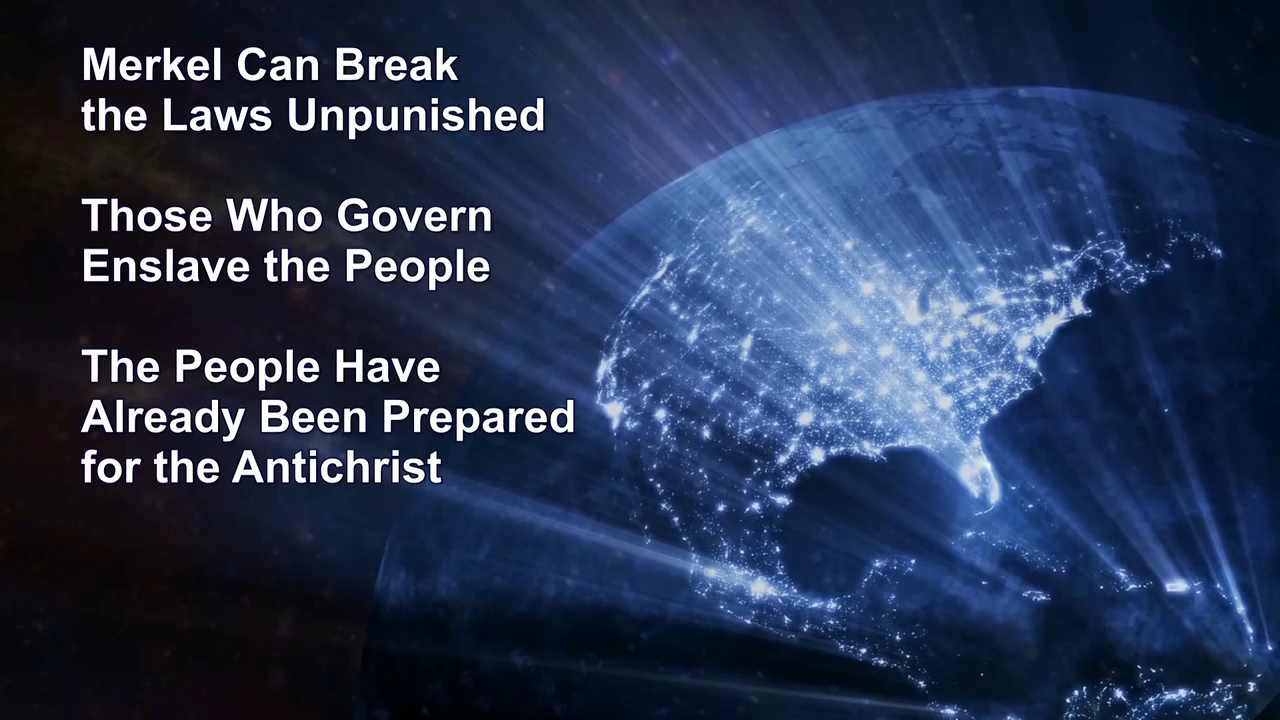 Merkel Can Break
the Laws Unpunished
Those Who Govern
Enslave the People
The People Have
Already Been Prepared
for the Antichrist